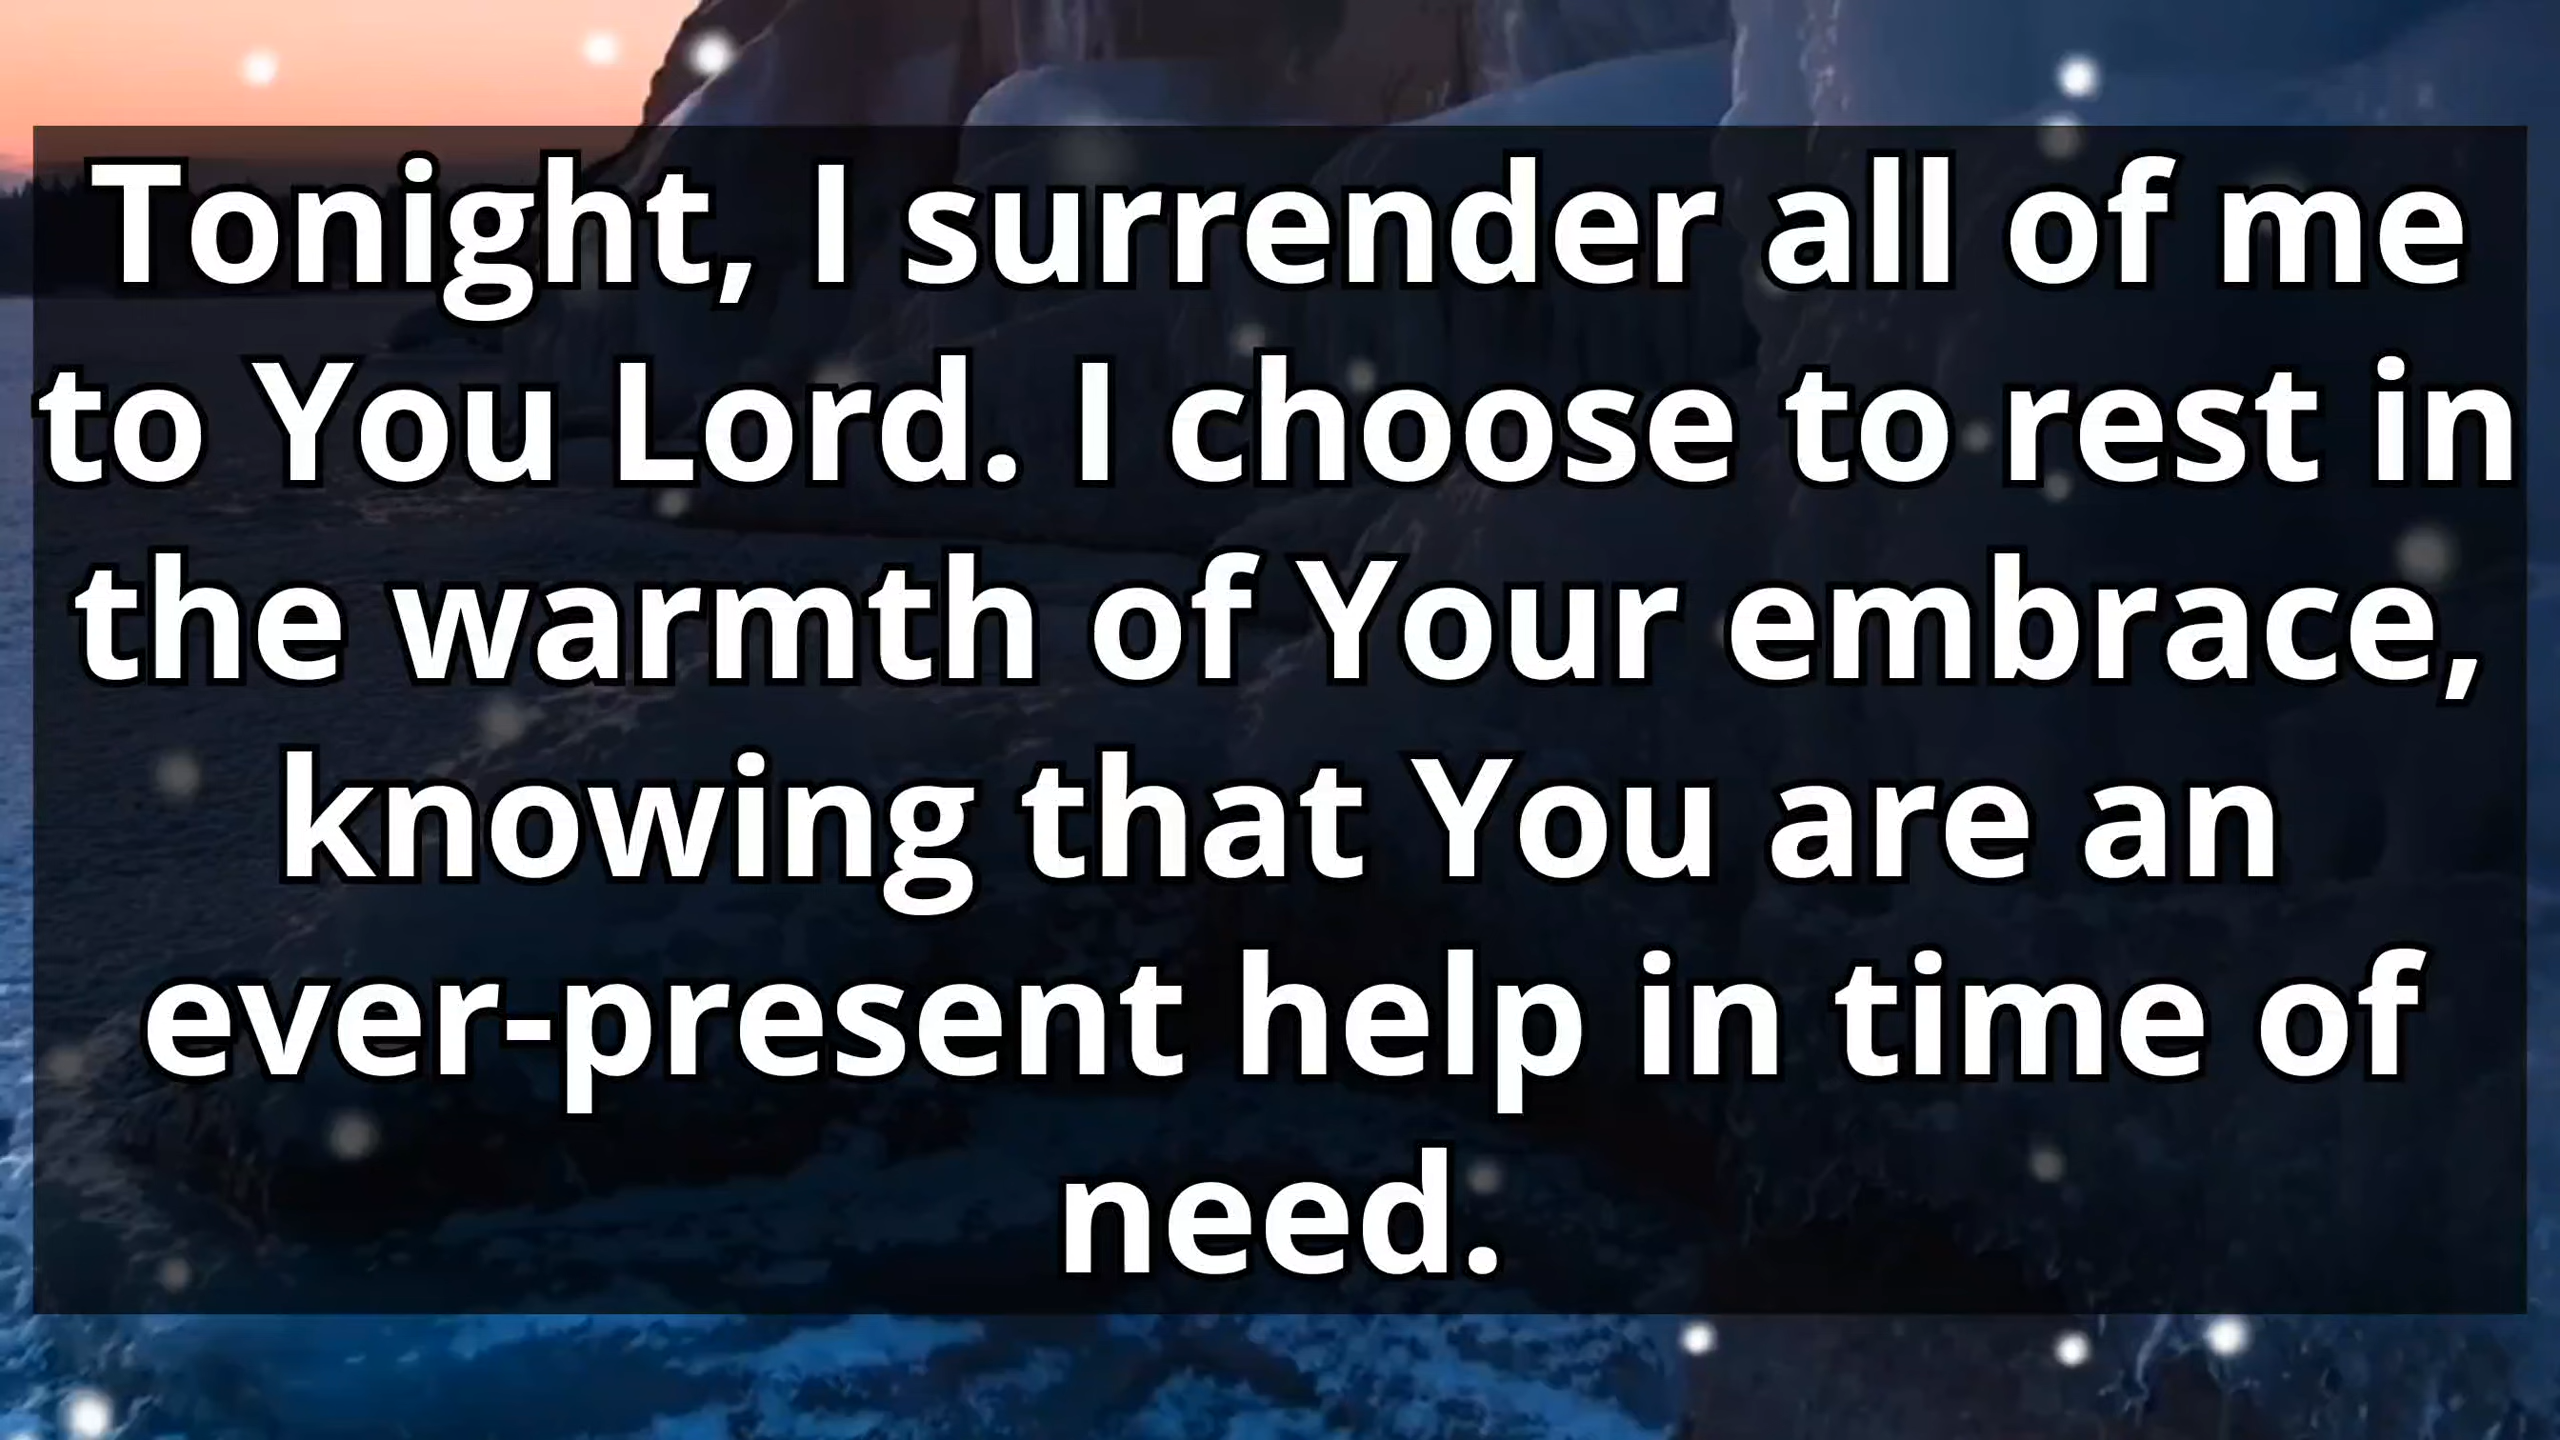 Tonight, I surrender all of me
to You Lord. I choose to rest in
the warmth of Your embrace,
knowing that You are an
ever-present help in time of
need.